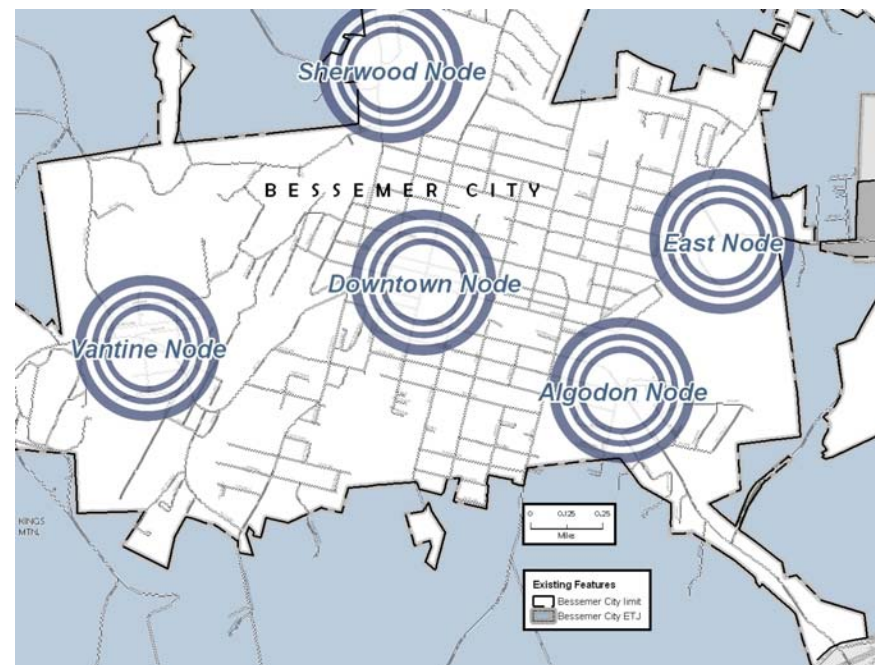 Sherwood Node
BESSEMER CITY
East Node
Downtown Node
Vantine Node
Algodon Node
KINGS
MTN.
0 0.125 0.25
Miles
Existing Features
Bessemer City limit
Bessemer City ETJ